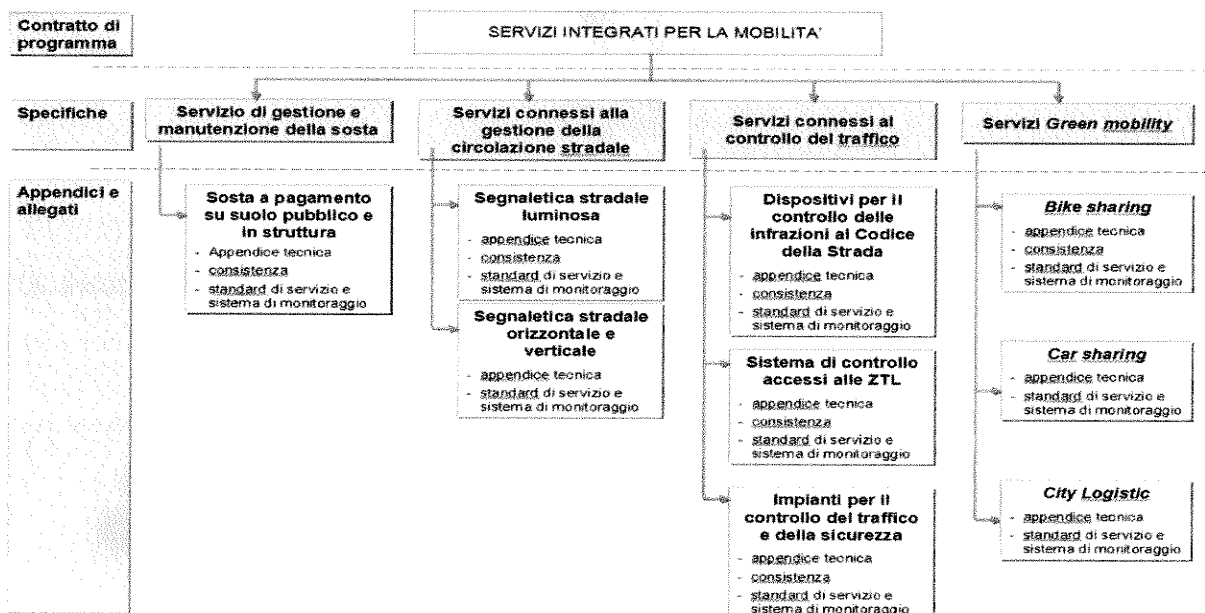 Contratto di
programma
SERVIZI INTEGRATI PER LA MOBILITA'
Specifiche
Servizio di gestione e
manutenzione della sosta
Servizi connessi alla
gestione della
circolazione stradale
Servizi connessi al
controllo del traffico
Servizi Green mobility
Appendici e
allegati
Sosta a pagamento
su suolo pubblico e
in struttura
- Appendice tecnica
- consistenza
- standard di servizio e
sistema di monitoraggio
Segnaletica stradale
luminosa
- appendice tecnica
- consistenza
- standard di servizio e
sistema di monitoraggio
Segnaletica stradale
orizzontale e
verticale
- appendice tecnica
- standard di servizio e
sistema di monitoraggio
Dispositivi per il
controllo delle
infrazioni al Codice
della Strada
- appendice tecnica
- consistenza
- standard di servizio e
sistema di monitoraggio
Sistema di controllo
accessi alle ZTL
- appendice tecnica
- consistenza
- standard di servizio e
sistema di monitoraggio
Impianti per il
controllo del traffico
e della sicurezza
- appendice tecnica
- consistenza
- standard di servizio e
sistema di monitoraggio
Bike sharing
- appendice tecnica
- consistenza
- standard di servizio e
sistema di monitoraggio
Car sharing
- appendice tecnica
- standard di servizio e
sistema di monitoraggio
City Logistic
- appendice tecnica
- standard di servizio e
sistema di monitoraggio